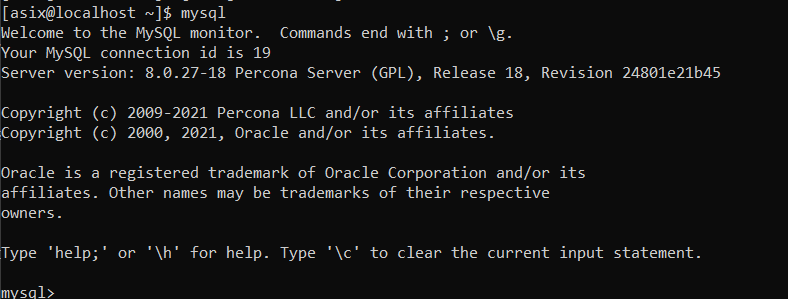 [asix@localhost ~]$ mysql
Welcome to the MySQL monitor.  Commands end with ; or \g.
Your MySQL connection id is 19
Server version: 8.0.27-18 Percona Server (GPL), Release 18, Revision 24801e21b45

Copyright (c) 2009-2021 Percona LLC and/or its affiliates
Copyright (c) 2000, 2021, Oracle and/or its affiliates.

Oracle is a registered trademark of Oracle Corporation and/or its
affiliates. Other names may be trademarks of their respective
owners.

Type 'help;' or '\h' for help. Type '\c' to clear the current input statement.

mysql>